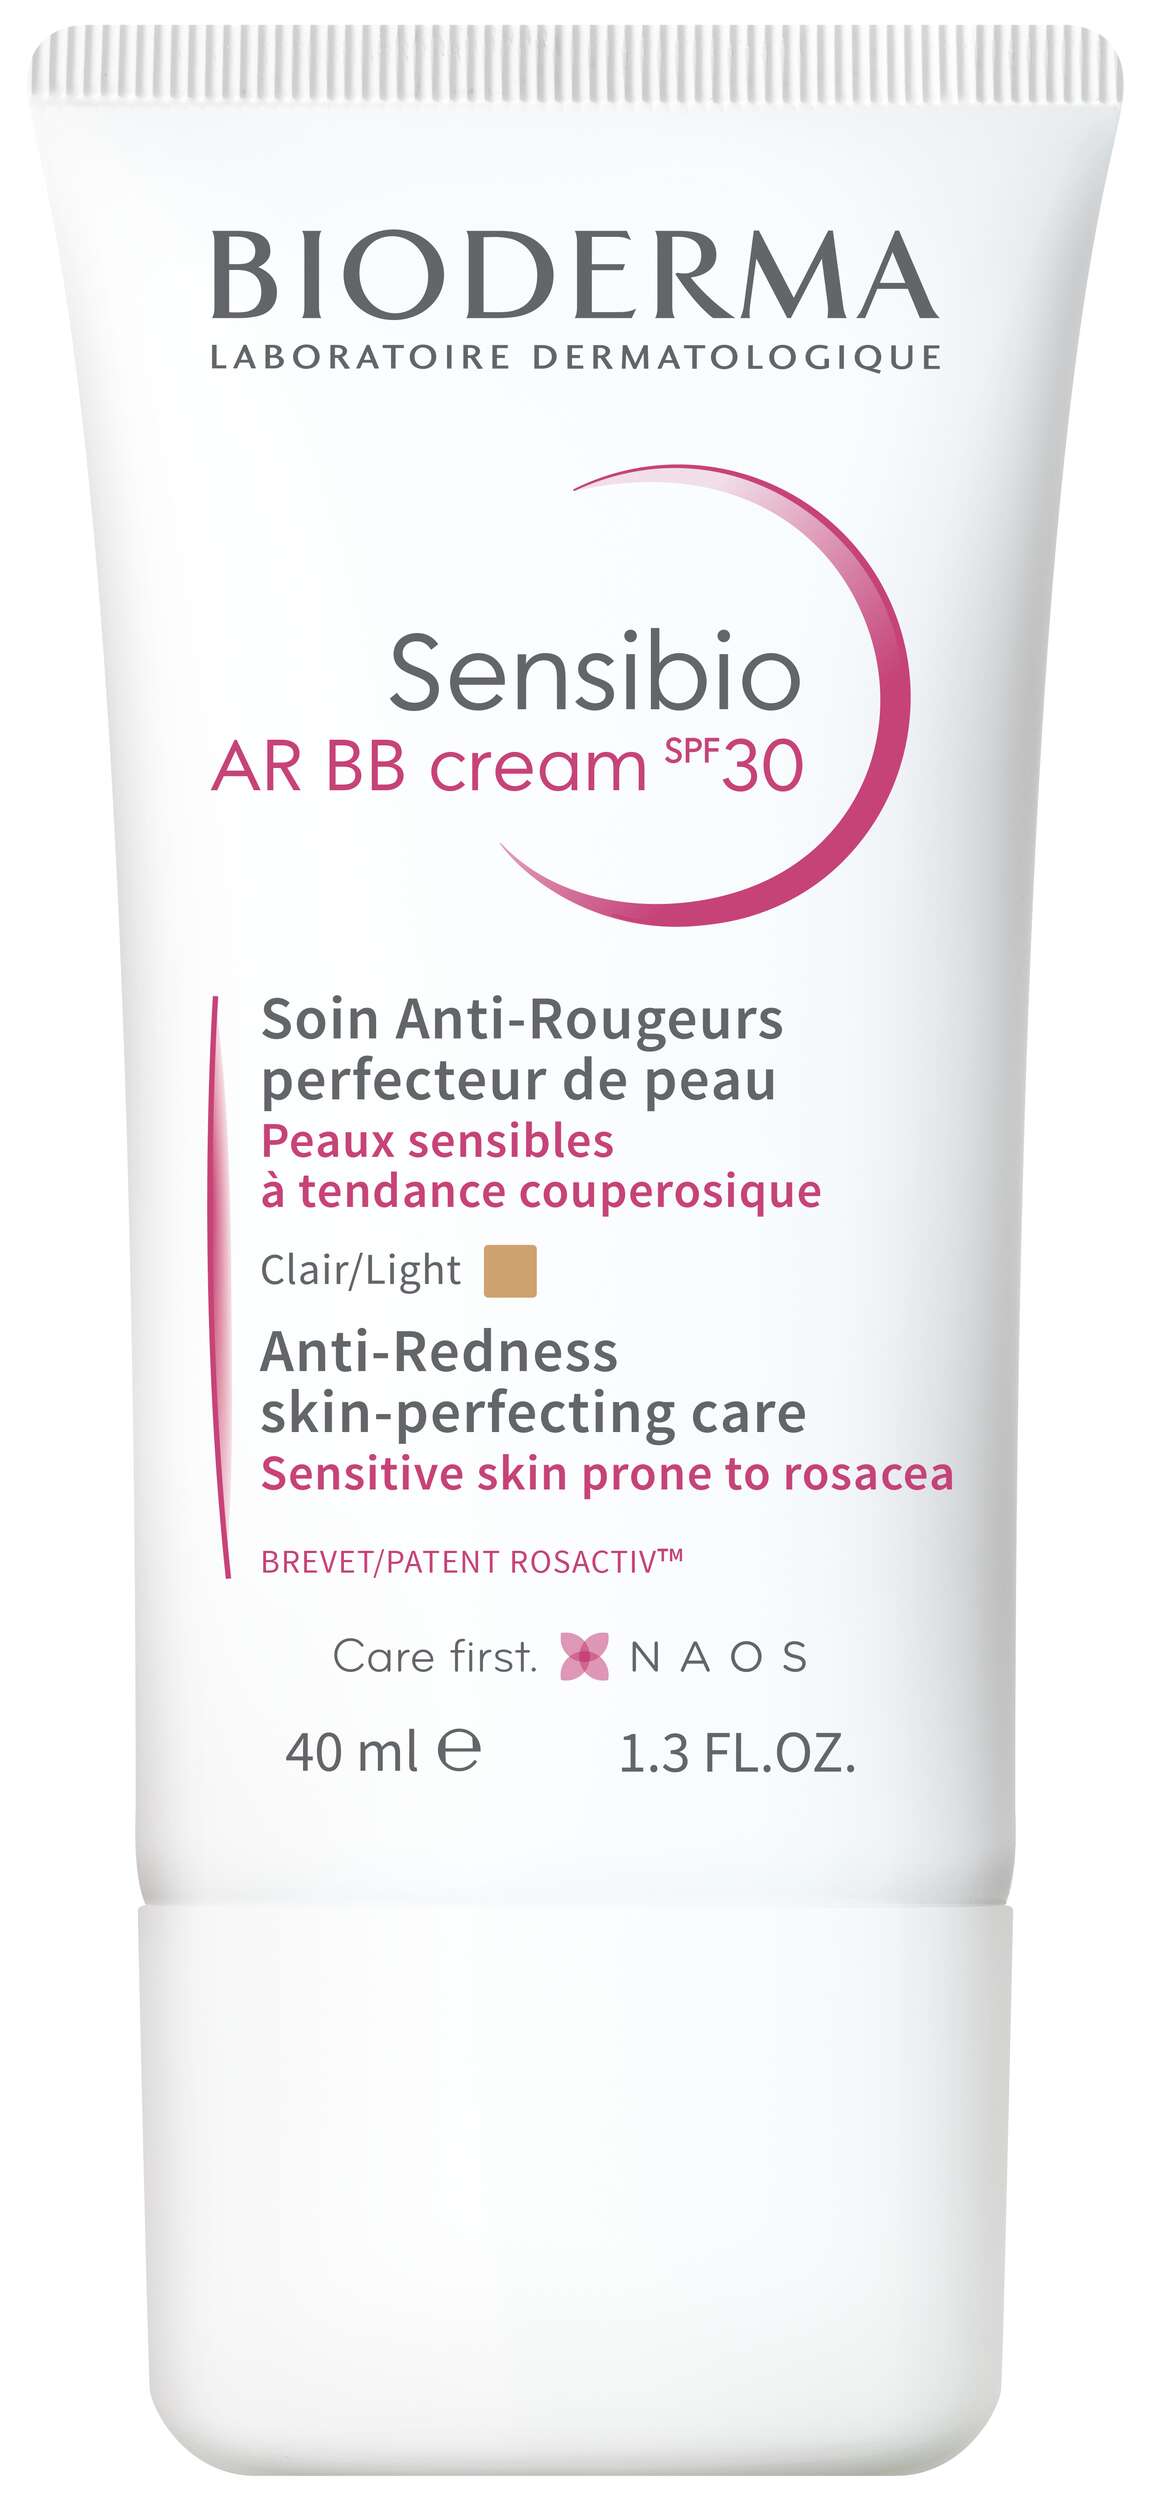 BIODERMA
LABORATOIRE DERMATOLOGIQUE
Sensibio
AR BB cream SPF30
Soin Anti-Rougeurs
perfecteur de peau
Peaux sensibles
à tendance couperosique
Clair/Light
Anti-Redness
skin-perfecting care
Sensitive skin prone to rosacea
BREVET/PATENT ROSACTIV™
Care first. NAOS
40 ml ℮ 1.3 FL.OZ.